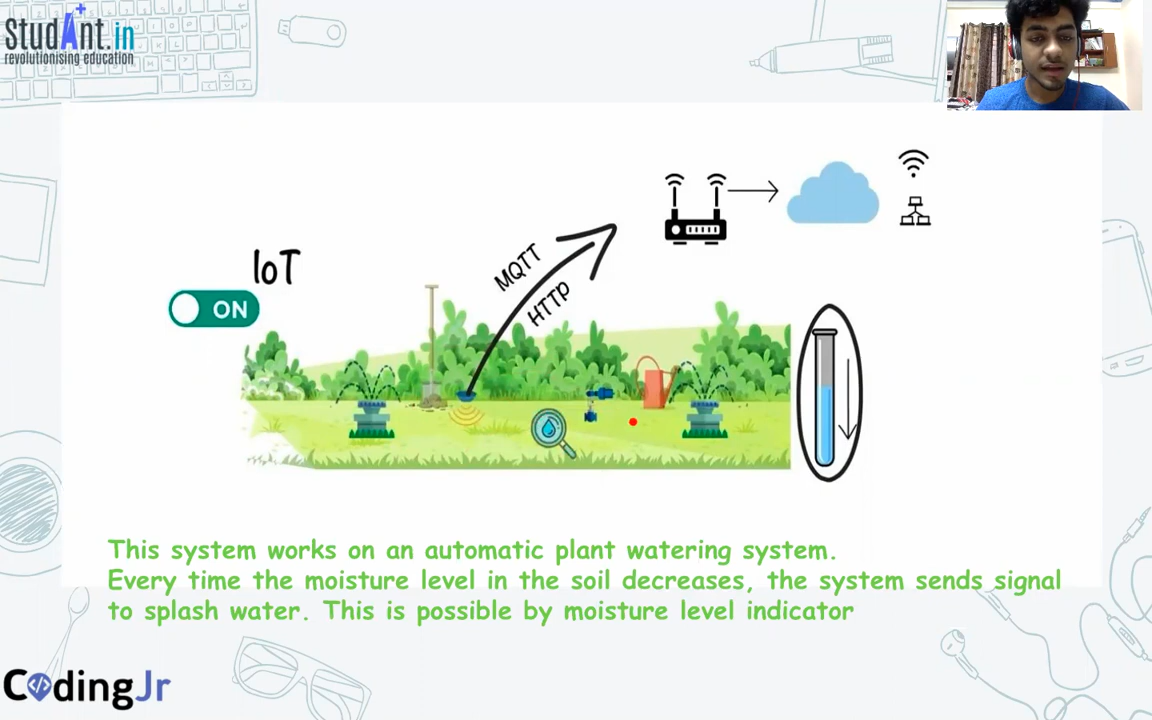 StudAnt.in
revolutionising education
IoT
ON
MQTT
HTTP
This system works on an automatic plant watering system.
Every time the moisture level in the soil decreases, the system sends signal
to splash water. This is possible by moisture level indicator
CodingJr